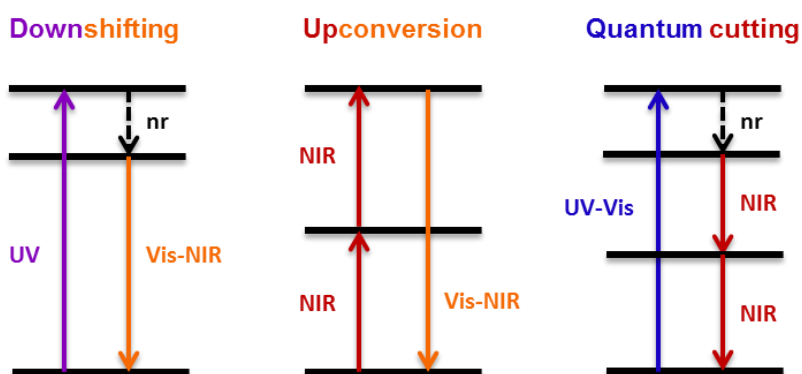 Downshifting
nr
UV
Vis-NIR
Upconversion
NIR
NIR
Vis-NIR
Quantum cutting
nr
UV-Vis
NIR
NIR